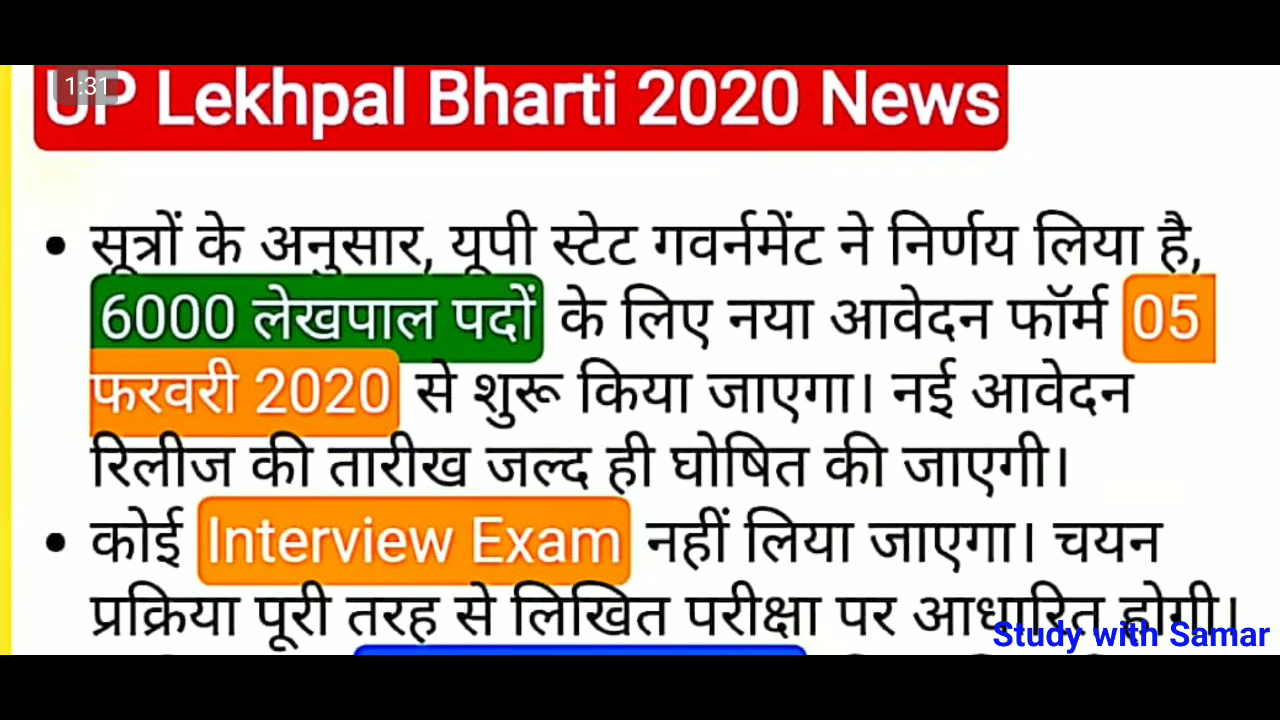 1:31
UP Lekhpal Bharti 2020 News
• सूत्रों के अनुसार, यूपी स्टेट गवर्नमेंट ने निर्णय लिया है,
6000 लेखपाल पदों के लिए नया आवेदन फॉर्म 05
फरवरी 2020 से शुरू किया जाएगा। नई आवेदन
रिलीज की तारीख जल्द ही घोषित की जाएगी।
• कोई Interview Exam नहीं लिया जाएगा। चयन
प्रक्रिया पूरी तरह से लिखित परीक्षा पर आधारित होगी।
Study with Samar